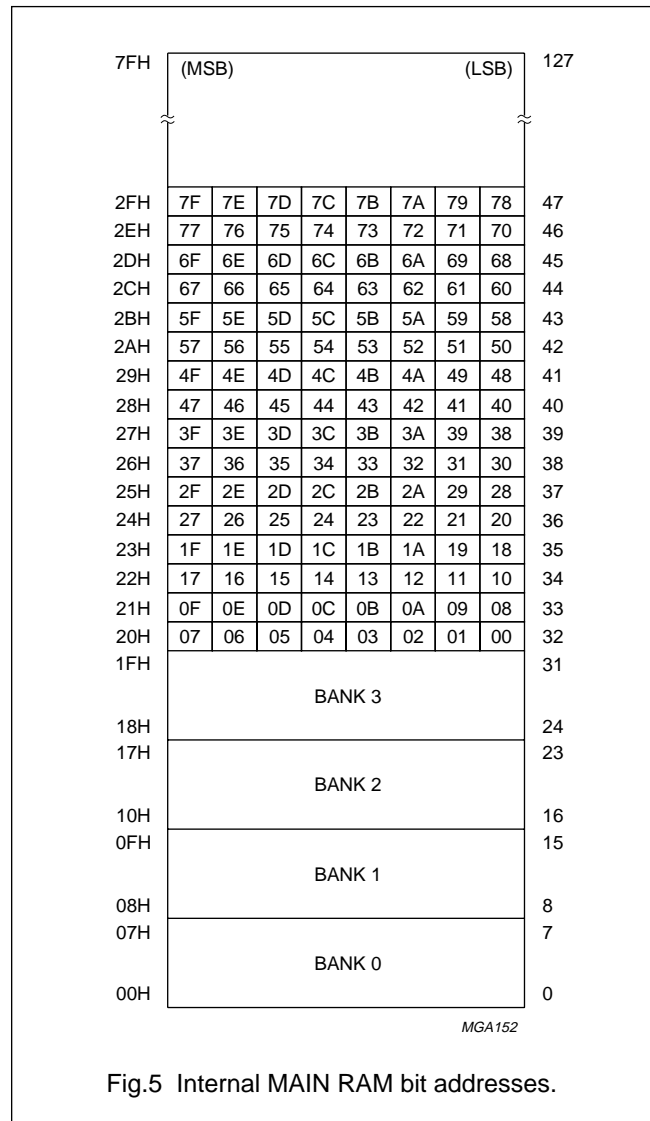 7FH (MSB) (LSB) 127
2FH 7F 7E 7D 7C 7B 7A 79 78 47
2EH 77 76 75 74 73 72 71 70 46
2DH 6F 6E 6D 6C 6B 6A 69 68 45
2CH 67 66 65 64 63 62 61 60 44
2BH 5F 5E 5D 5C 5B 5A 59 58 43
2AH 57 56 55 54 53 52 51 50 42
29H 4F 4E 4D 4C 4B 4A 49 48 41
28H 47 46 45 44 43 42 41 40 40
27H 3F 3E 3D 3C 3B 3A 39 38 39
26H 37 36 35 34 33 32 31 30 38
25H 2F 2E 2D 2C 2B 2A 29 28 37
24H 27 26 25 24 23 22 21 20 36
23H 1F 1E 1D 1C 1B 1A 19 18 35
22H 17 16 15 14 13 12 11 10 34
21H 0F 0E 0D 0C 0B 0A 09 08 33
20H 07 06 05 04 03 02 01 00 32
1FH 31
BANK 3
18H 24
17H 23
BANK 2
10H 16
0FH 15
BANK 1
08H 8
07H 7
BANK 0
00H 0
MGA152
Fig.5 Internal MAIN RAM bit addresses.